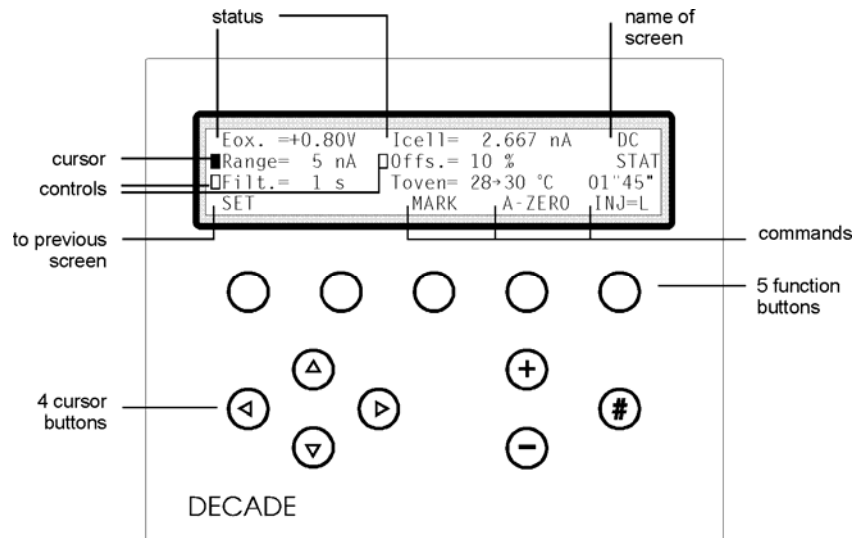 status
name of
screen
Eox. =+0.80V Icell= 2.667 nA DC
cursor
Range= 5 nA Offs.= 10 % STAT
controls
Filt.= 1 s Toven= 28→30 °C 01"45"
SET MARK A-ZERO INJ=L
to previous
screen
commands
5 function
buttons
4 cursor
buttons
+
#
−
DECADE